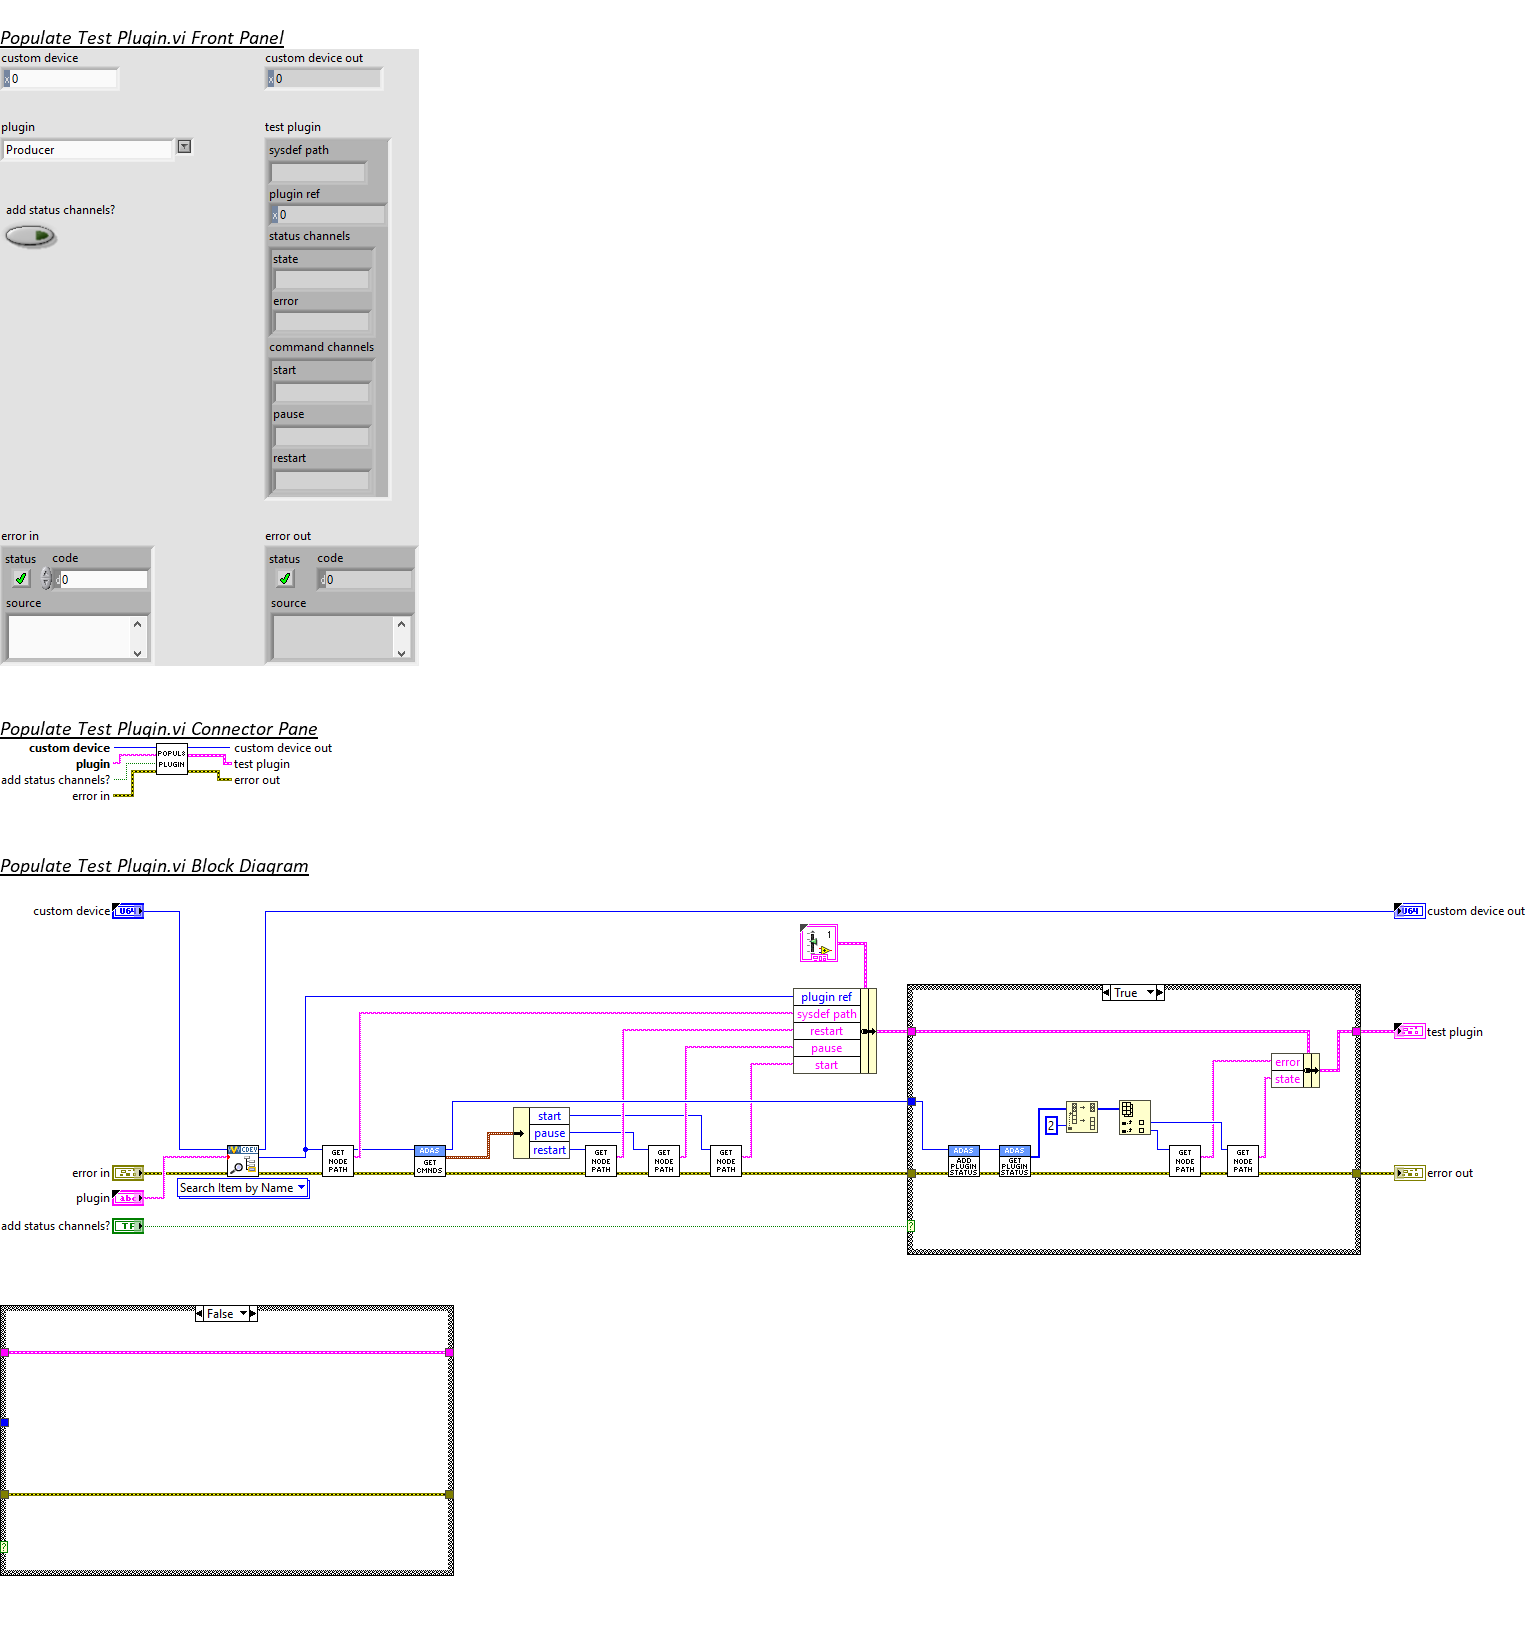 Populate Test Plugin.vi Front Panel
custom device
custom device out
x 0
x 0
plugin
test plugin
Producer
sysdef path
plugin ref
x 0
add status channels?
status channels
state
error
command channels
start
pause
restart
error in
error out
status code
status code
d 0
d 0
source
source
Populate Test Plugin.vi Connector Pane
custom device
custom device out
plugin
test plugin
add status channels?
error out
error in
POPUL8
PLUGIN
Populate Test Plugin.vi Block Diagram
custom device
U64
U64
custom device out
1
plugin ref
sysdef path
restart
pause
start
True
test plugin
error
state
start
pause
restart
2
CDEV
GET
NODE
PATH
ADAS
GET
CMNDS
GET
NODE
PATH
GET
NODE
PATH
GET
NODE
PATH
ADAS
ADD
PLUGIN
STATUS
ADAS
GET
PLUGIN
STATUS
GET
NODE
PATH
GET
NODE
PATH
error in
error out
Search Item by Name
plugin
abc
add status channels?
TF
?
False
?